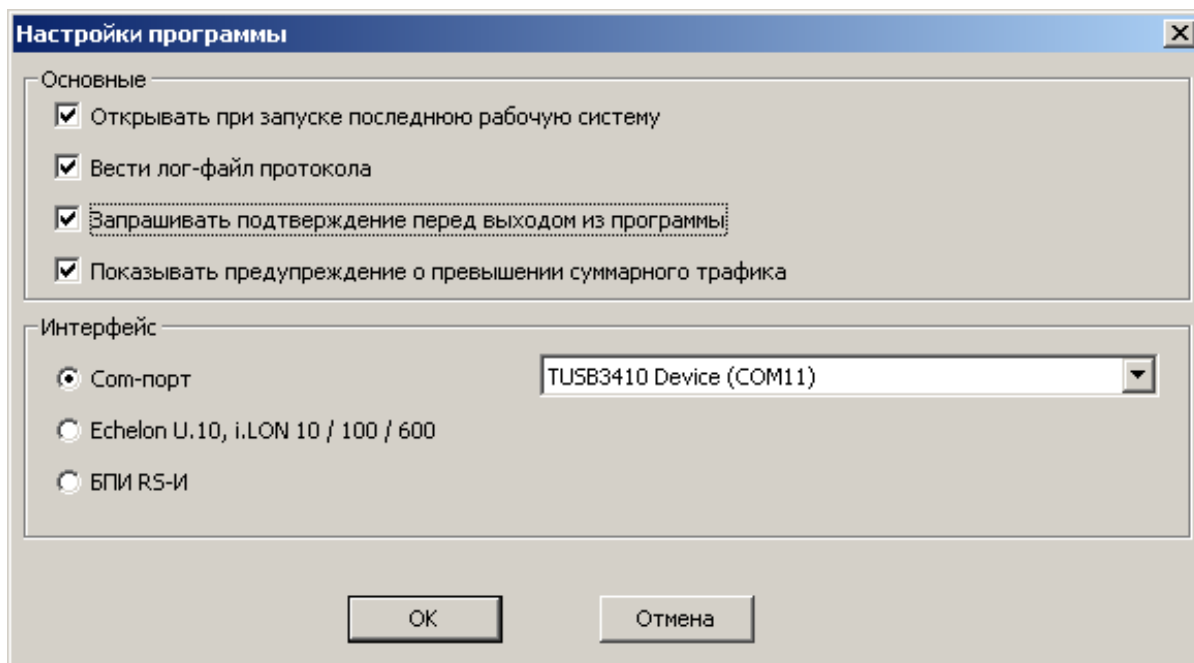 Настройки программы
Основные
Открывать при запуске последнюю рабочую систему
Вести лог-файл протокола
Запрашивать подтверждение перед выходом из программы
Показывать предупреждение о превышении суммарного трафика
Интерфейс
Com-порт
TUSB3410 Device (COM11)
Echelon U.10, i.LON 10 / 100 / 600
БПИ RS-И
OK
Отмена